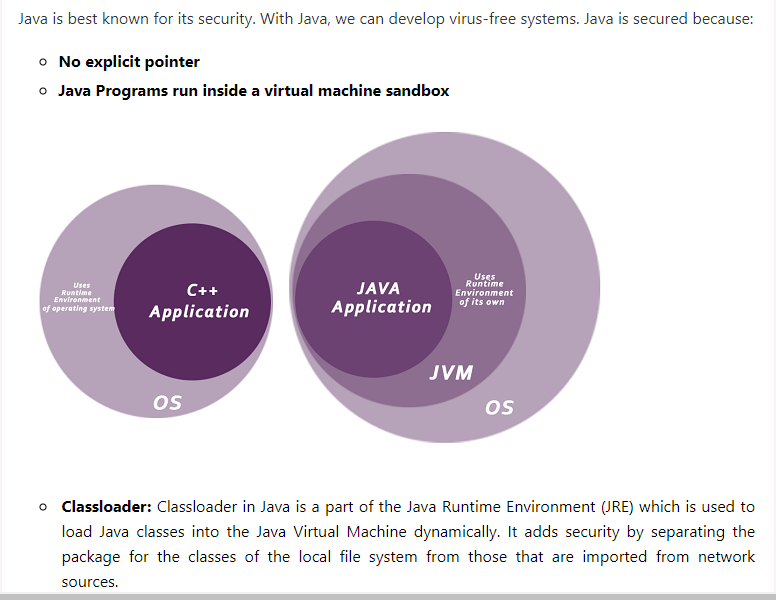 Java is best known for its security. With Java, we can develop virus-free systems. Java is secured because:
No explicit pointer
Java Programs run inside a virtual machine sandbox
Uses
Runtime
Environment
of operating system
C++
Application
OS
JAVA
Application
Uses
Runtime
Environment
of its own
JVM
OS
Classloader: Classloader in Java is a part of the Java Runtime Environment (JRE) which is used to
load Java classes into the Java Virtual Machine dynamically. It adds security by separating the
package for the classes of the local file system from those that are imported from network
sources.